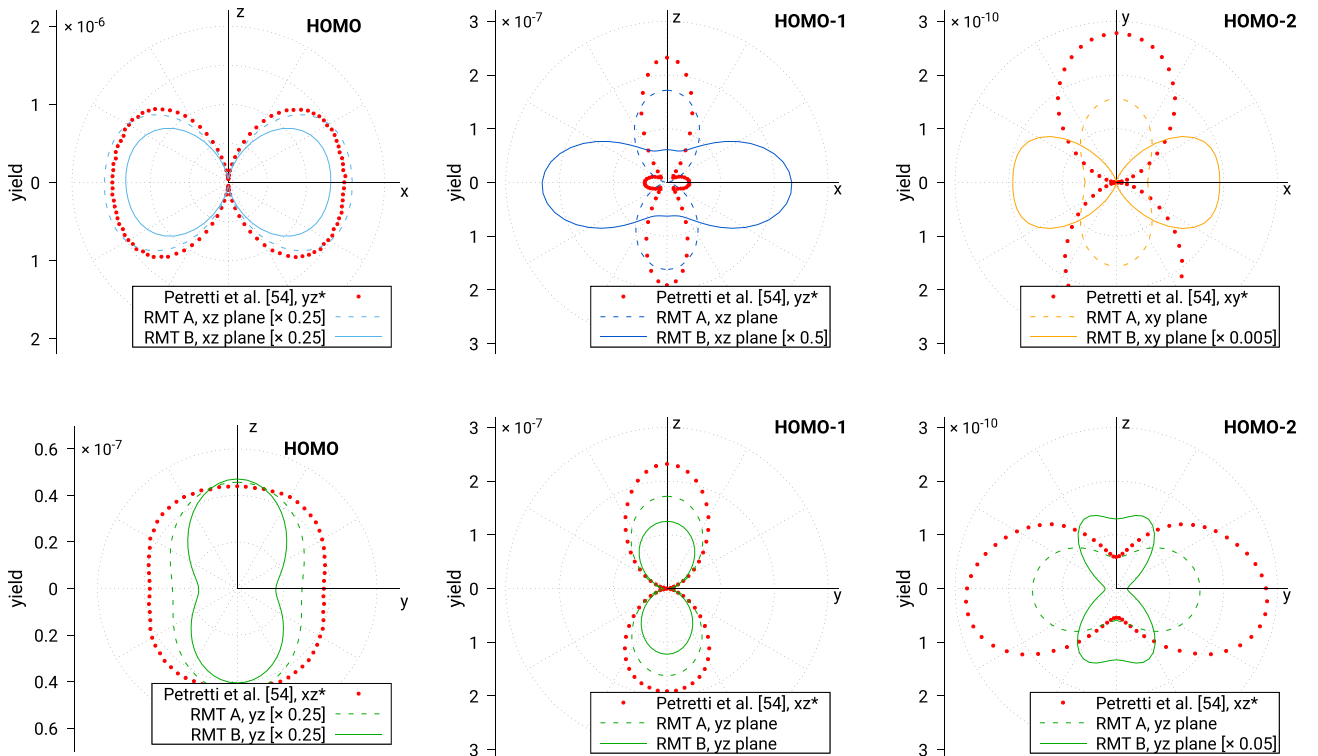 z
2 × 10-6 HOMO
1
yield 0 x
1
Petretti et al. [54], yz*
RMT A, xz plane [× 0.25]
2 RMT B, xz plane [× 0.25]
z
3 × 10-7 HOMO-1
2
1
yield 0 x
1
2
Petretti et al. [54], yz*
RMT A, xz plane
3 RMT B, xz plane [× 0.5]
y
3 × 10-10 HOMO-2
2
1
yield 0 x
1
2
Petretti et al. [54], xy*
RMT A, xy plane
3 RMT B, xy plane [× 0.005]
z
0.6 × 10-7 HOMO
0.4
0.2
yield 0 y
0.2
0.4
Petretti et al. [54], xz*
RMT A, yz [× 0.25]
0.6 RMT B, yz [× 0.25]
z
3 × 10-7 HOMO-1
2
1
yield 0 y
1
2
Petretti et al. [54], xz*
RMT A, yz plane
3 RMT B, yz plane
z
3 × 10-10 HOMO-2
2
1
yield 0 y
1
2
Petretti et al. [54], xz*
RMT A, yz plane
3 RMT B, yz plane [× 0.05]